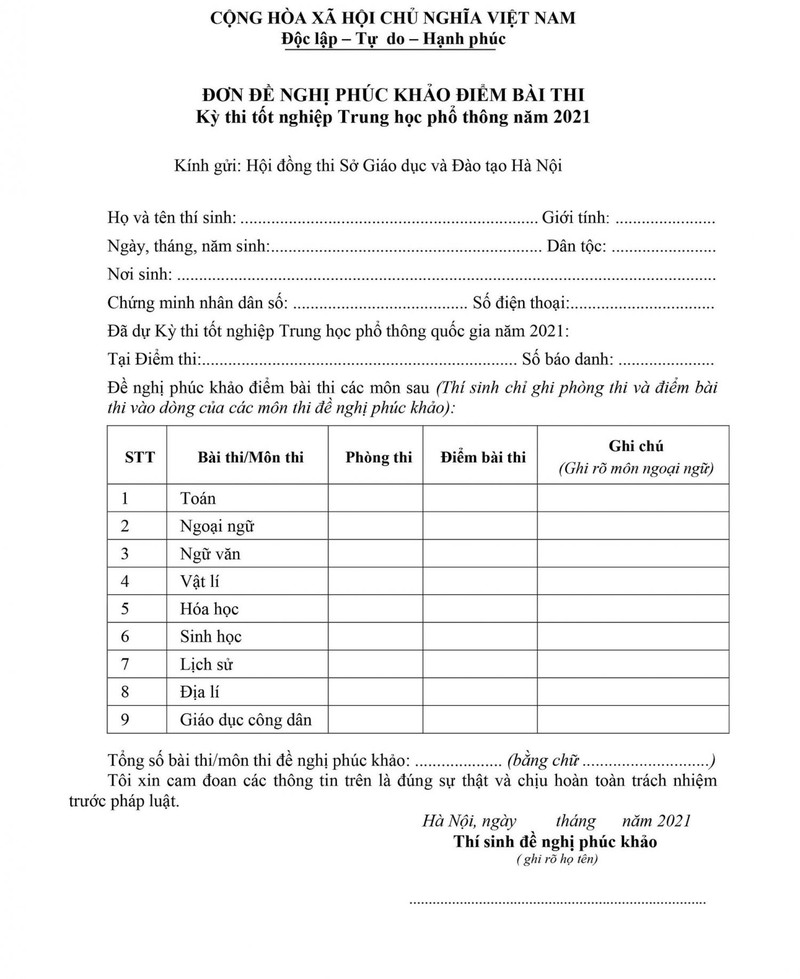 CỘNG HÒA XÃ HỘI CHỦ NGHĨA VIỆT NAM
Độc lập – Tự do – Hạnh phúc
ĐƠN ĐỀ NGHỊ PHÚC KHẢO ĐIỂM BÀI THI
Kỳ thi tốt nghiệp Trung học phổ thông năm 2021
Kính gửi: Hội đồng thi Sở Giáo dục và Đào tạo Hà Nội
Họ và tên thí sinh: .................................................................... Giới tính: .......................
Ngày, tháng, năm sinh:.............................................................. Dân tộc: ........................
Nơi sinh: ...........................................................................................................................
Chứng minh nhân dân số: ........................................ Số điện thoại:.................................
Đã dự Kỳ thi tốt nghiệp Trung học phổ thông quốc gia năm 2021:
Tại Điểm thi:........................................................................ Số báo danh: ......................
Đề nghị phúc khảo điểm bài thi các môn sau (Thí sinh chỉ ghi phòng thi và điểm bài
thi vào dòng của các môn thi đề nghị phúc khảo):
STT Bài thi/Môn thi Phòng thi Điểm bài thi Ghi chú
(Ghi rõ môn ngoại ngữ)
1 Toán
2 Ngoại ngữ
3 Ngữ văn
4 Vật lí
5 Hóa học
6 Sinh học
7 Lịch sử
8 Địa lí
9 Giáo dục công dân
Tổng số bài thi/môn thi đề nghị phúc khảo: .................... (bằng chữ .............................)
Tôi xin cam đoan các thông tin trên là đúng sự thật và chịu hoàn toàn trách nhiệm
trước pháp luật.
Hà Nội, ngày tháng năm 2021
Thí sinh đề nghị phúc khảo
( ghi rõ họ tên)
..........................................................................